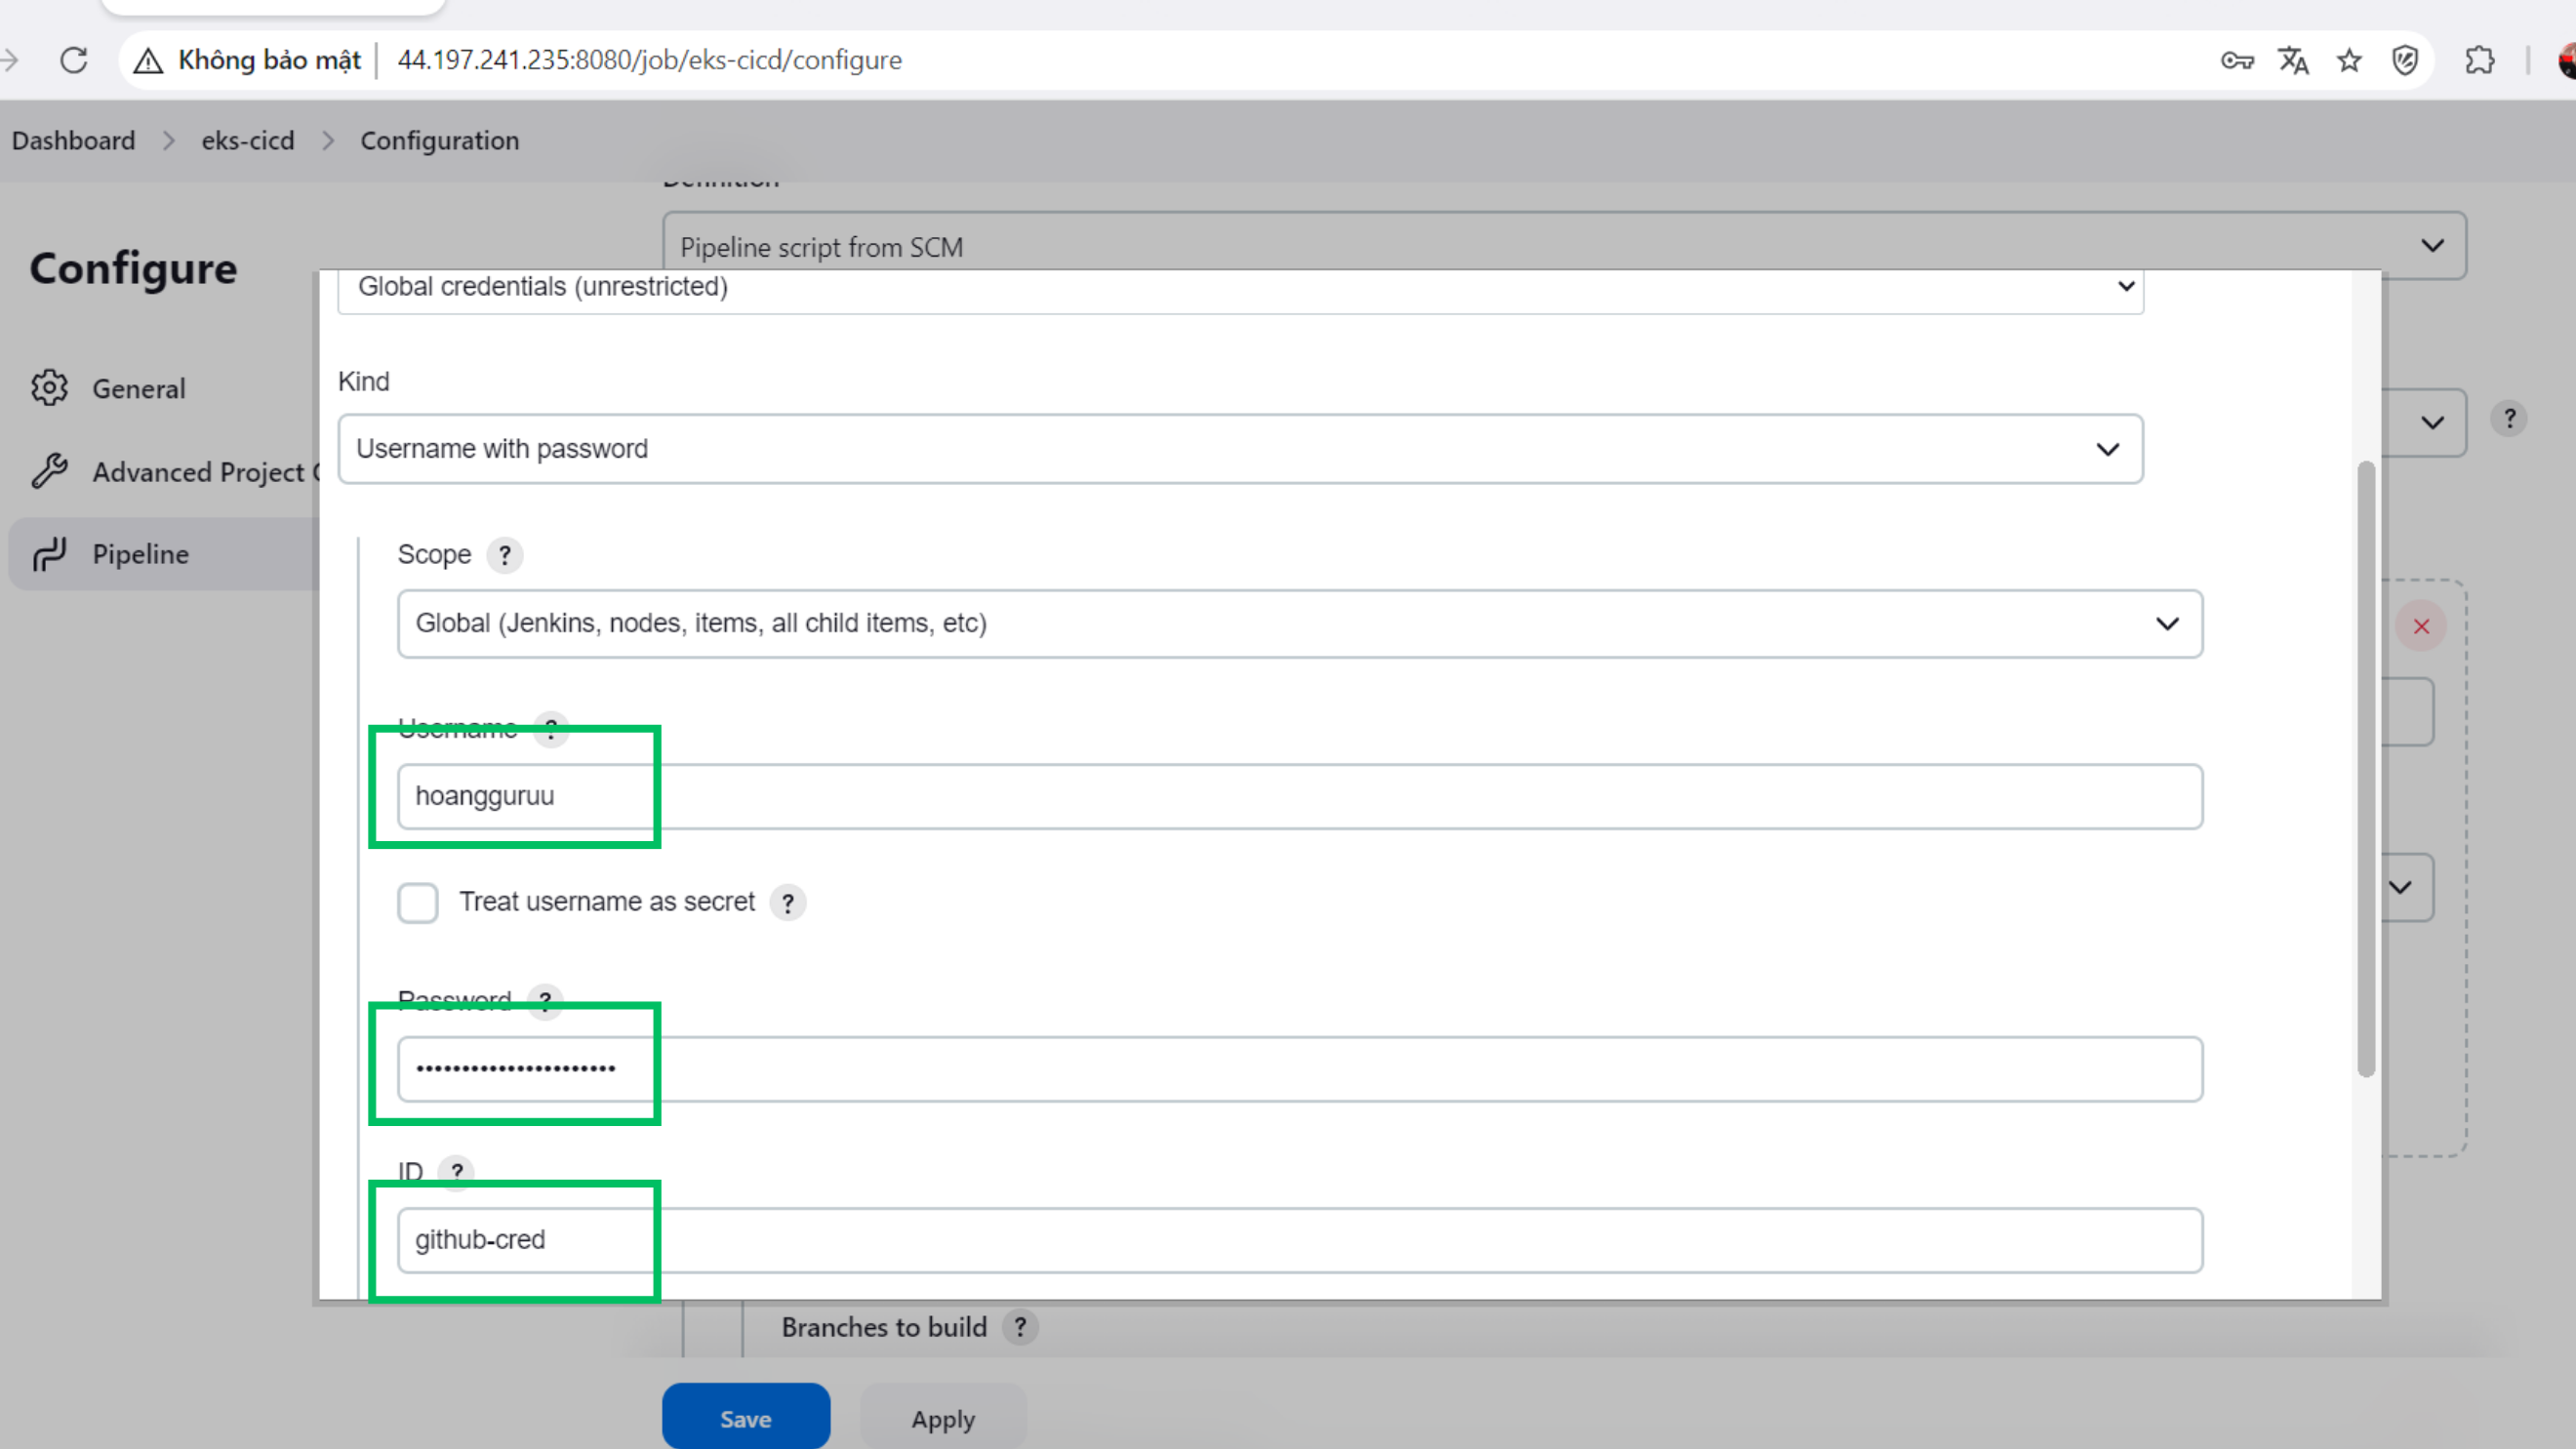 Không bảo mật 44.197.241.235:8080/job/eks-cicd/configure
Dashboard eks-cicd Configuration
Definition
Pipeline script from SCM
Configure
Global credentials (unrestricted)
Kind
General
Username with password
Advanced Project
Pipeline
Scope ?
?
Global (Jenkins, nodes, items, all child items, etc)
Username ?
hoangguruu
Treat username as secret ?
Password ?
••••••••••••••••••••••
ID ?
github-cred
Branches to build ?
Save Apply